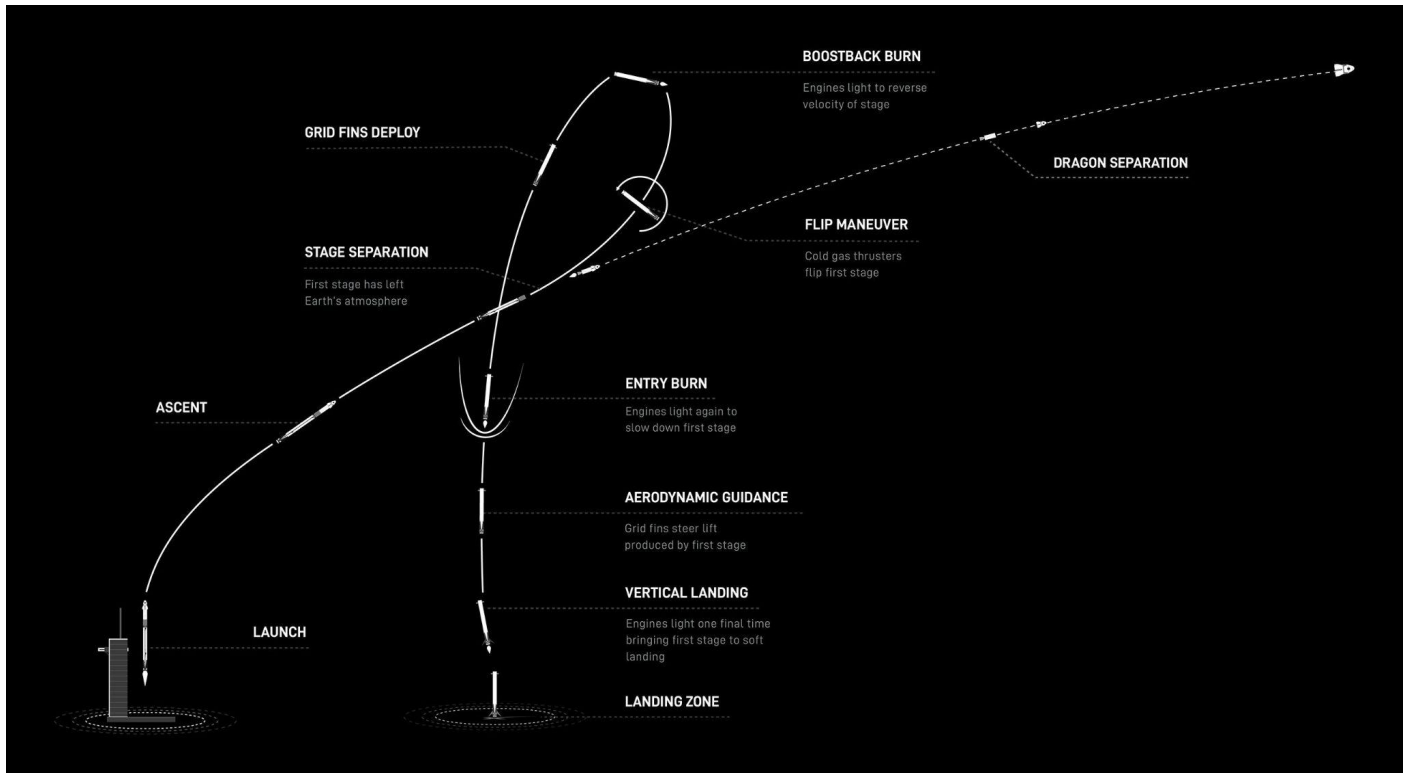 BOOSTBACK BURN
Engines light to reverse
velocity of stage
GRID FINS DEPLOY
DRAGON SEPARATION
FLIP MANEUVER
Cold gas thrusters
flip first stage
STAGE SEPARATION
First stage has left
Earth's atmosphere
ENTRY BURN
Engines light again to
slow down first stage
ASCENT
AERODYNAMIC GUIDANCE
Grid fins steer lift
produced by first stage
VERTICAL LANDING
Engines light one final time
bringing first stage to soft
landing
LAUNCH
LANDING ZONE